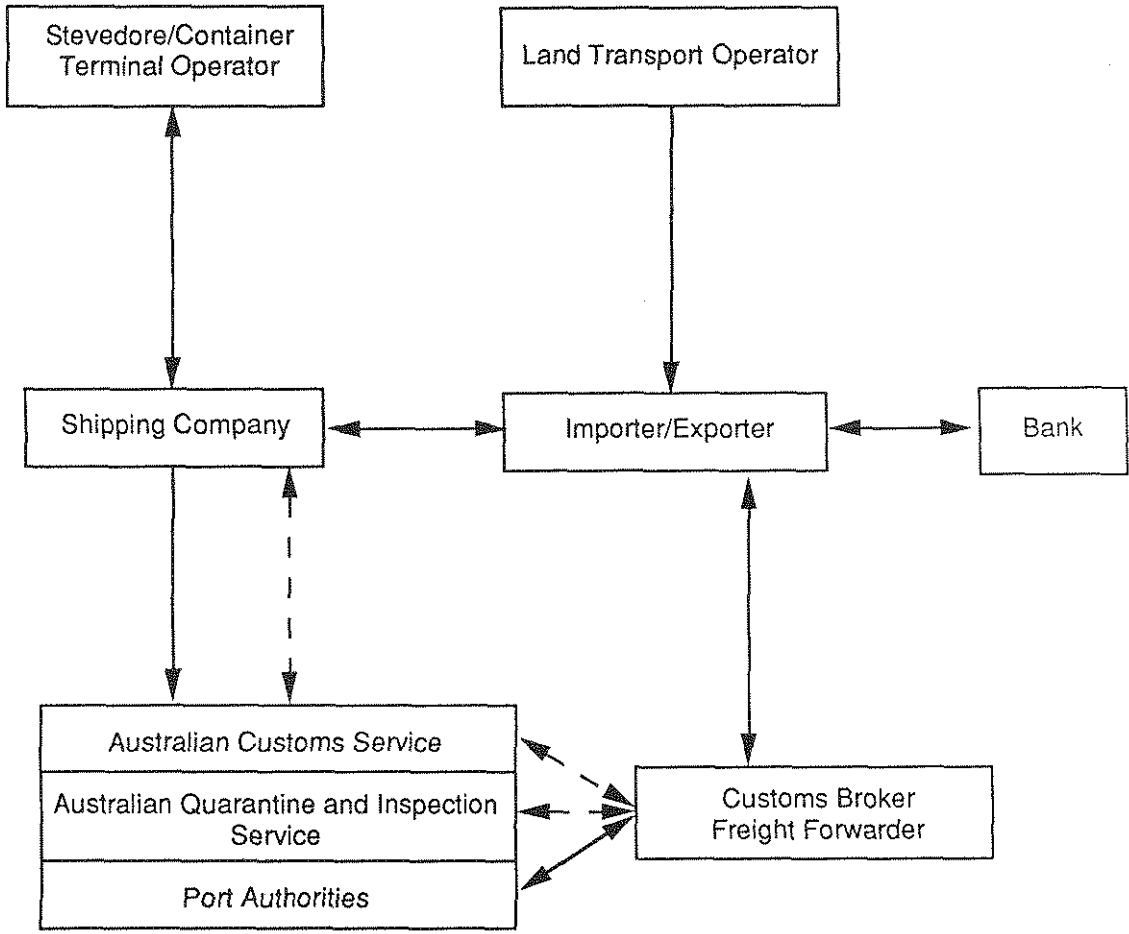 Stevedore/Container
Terminal Operator
Land Transport Operator
Shipping Company
Importer/Exporter
Bank
Australian Customs Service
Australian Quarantine and Inspection
Service
Port Authorities
Customs Broker
Freight Forwarder